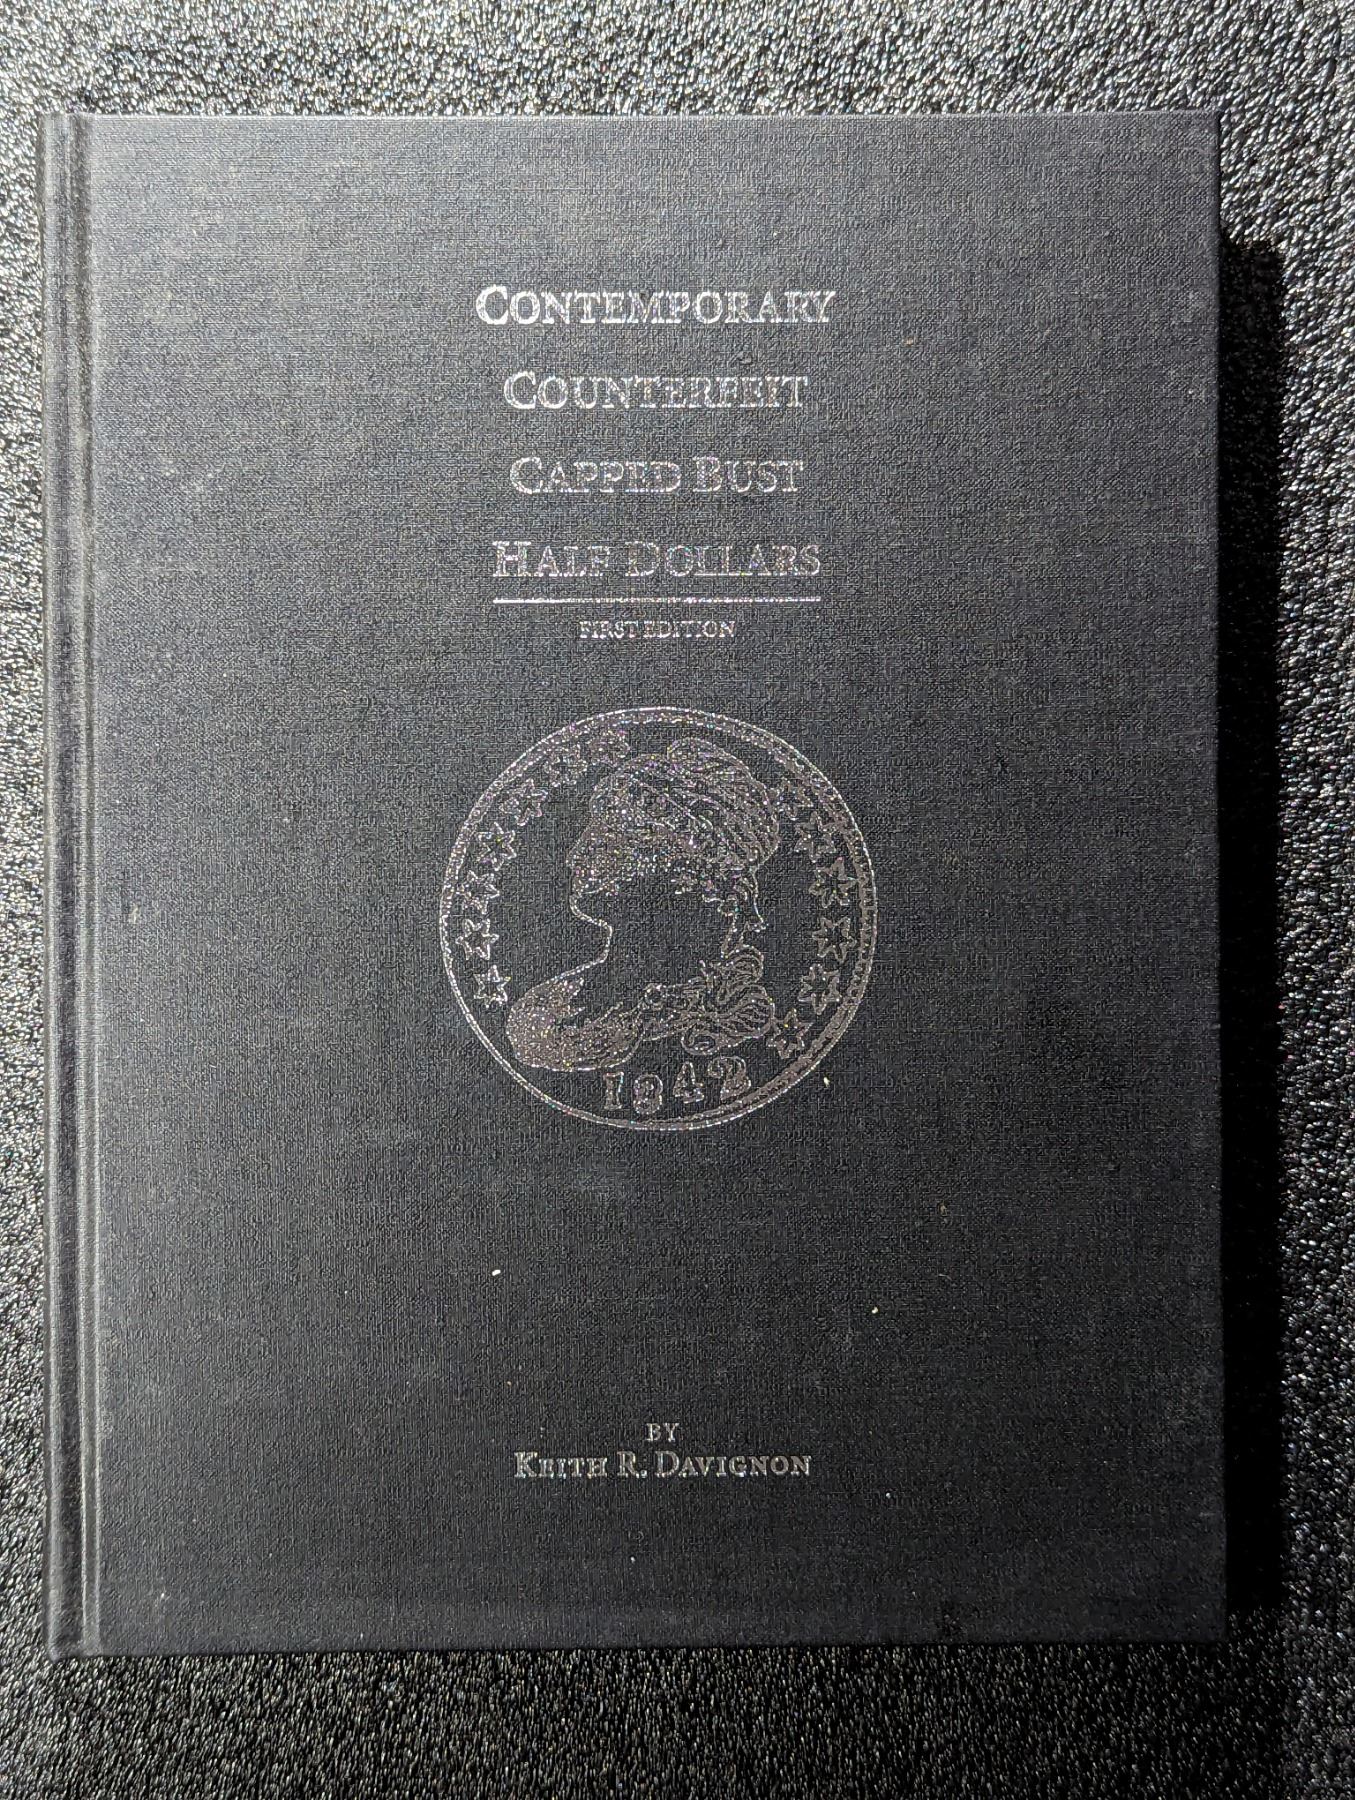 CONTEMPORARY
COUNTERFEIT
CAPPED BUST
HALF DOLLARS
FIRST EDITION
1842
BY
KEITH R. DAVIGNON